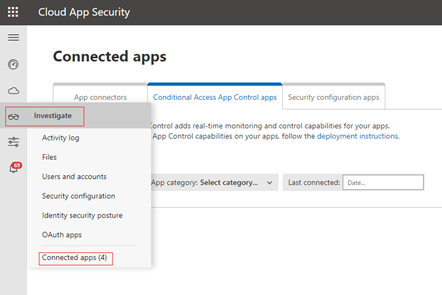 Cloud App Security
Connected apps
App connectors
Conditional Access App Control apps
Security configuration apps
Investigate
Control adds real-time monitoring and control capabilities for your apps.
App Control capabilities on your apps, follow the deployment instructions.
69
Activity log
Files
Users and accounts
Security configuration
Identity security posture
OAuth apps
Connected apps (4)
App category: Select category...
Last connected:
Date...